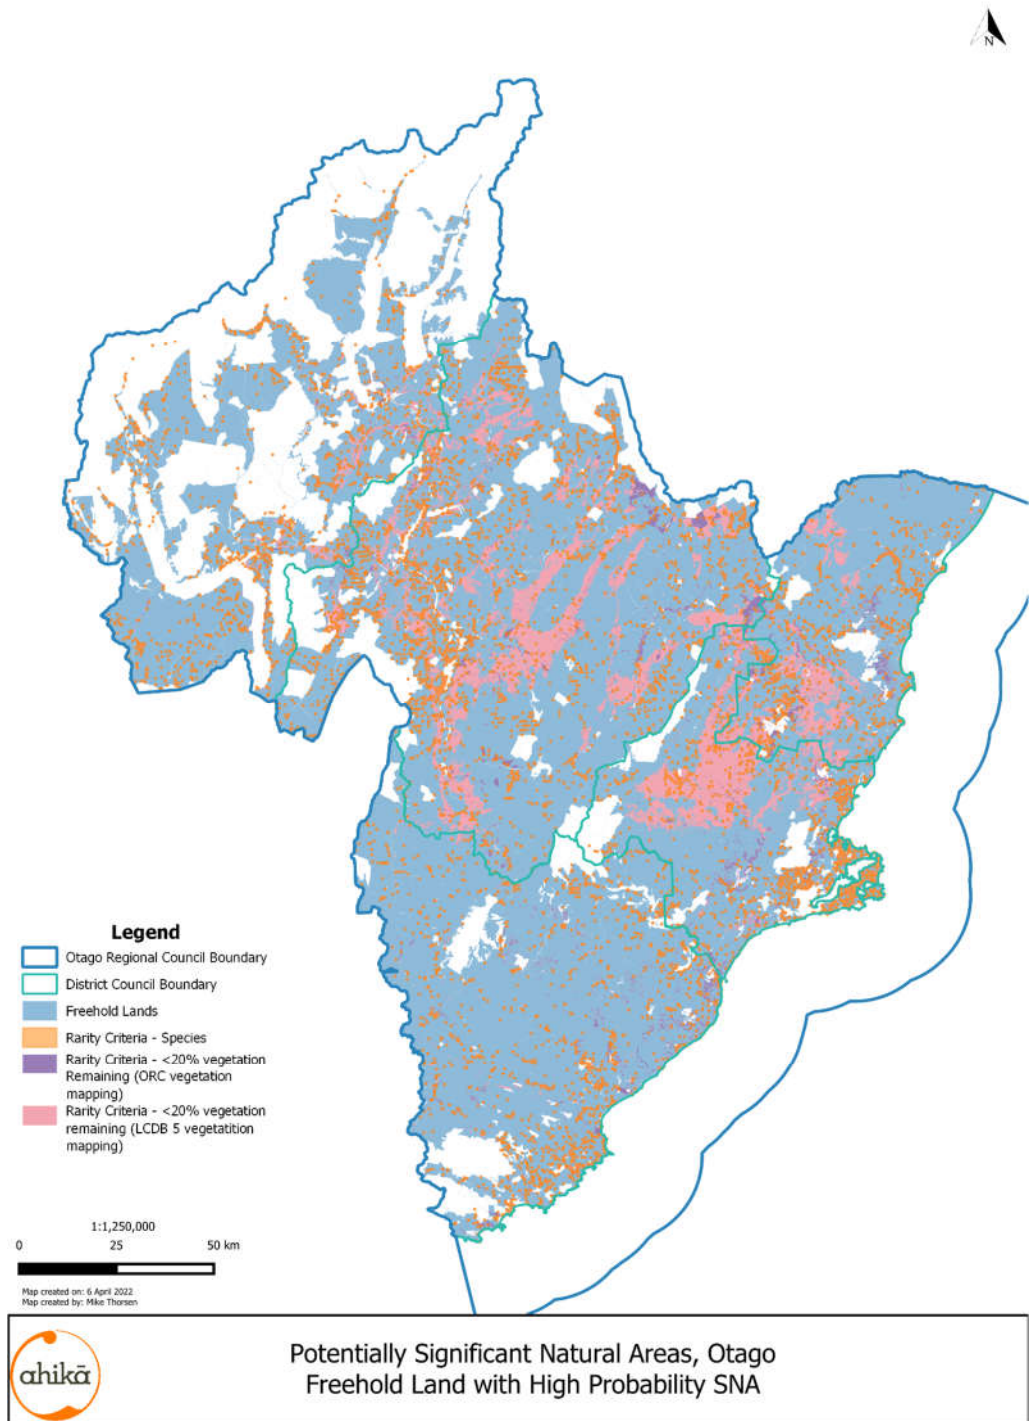 N
Legend
Otago Regional Council Boundary
District Council Boundary
Freehold Lands
Rarity Criteria - Species
Rarity Criteria - <20% vegetation
Remaining (ORC vegetation
mapping)
Rarity Criteria - <20% vegetation
remaining (LCDB 5 vegetatition
mapping)
1:1,250,000
0 25 50 km
Map created on: 6 April 2022
Map created by: Mike Thorsen
ahikā
Potentially Significant Natural Areas, Otago
Freehold Land with High Probability SNA